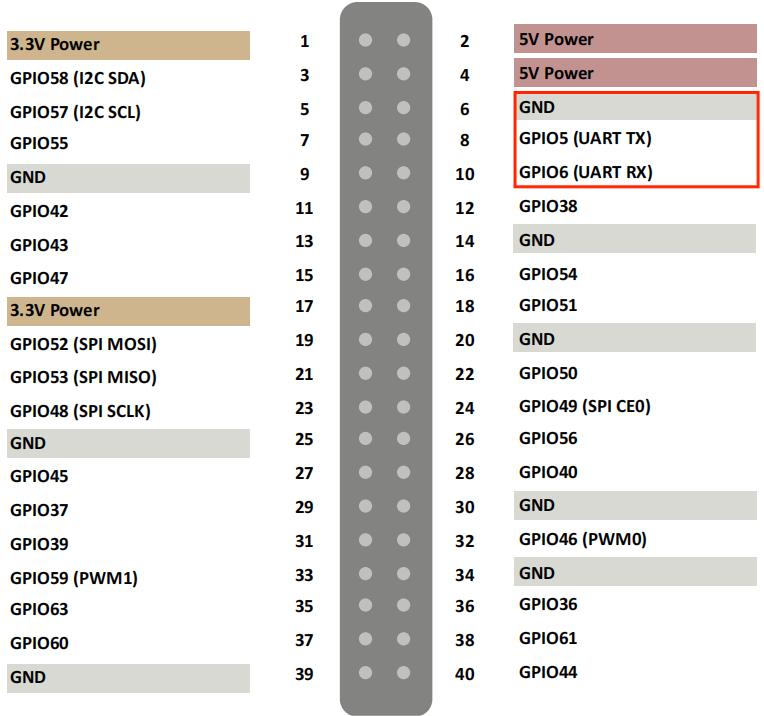 3.3V Power 1 2 5V Power
GPIO58 (I2C SDA) 3 4 5V Power
GPIO57 (I2C SCL) 5 6 GND
GPIO55 7 8 GPIO5 (UART TX)
GND 9 10 GPIO6 (UART RX)
GPIO42 11 12 GPIO38
GPIO43 13 14 GND
GPIO47 15 16 GPIO54
3.3V Power 17 18 GPIO51
GPIO52 (SPI MOSI) 19 20 GND
GPIO53 (SPI MISO) 21 22 GPIO50
GPIO48 (SPI SCLK) 23 24 GPIO49 (SPI CE0)
GND 25 26 GPIO56
GPIO45 27 28 GPIO40
GPIO37 29 30 GND
GPIO39 31 32 GPIO46 (PWM0)
GPIO59 (PWM1) 33 34 GND
GPIO63 35 36 GPIO36
GPIO60 37 38 GPIO61
GND 39 40 GPIO44